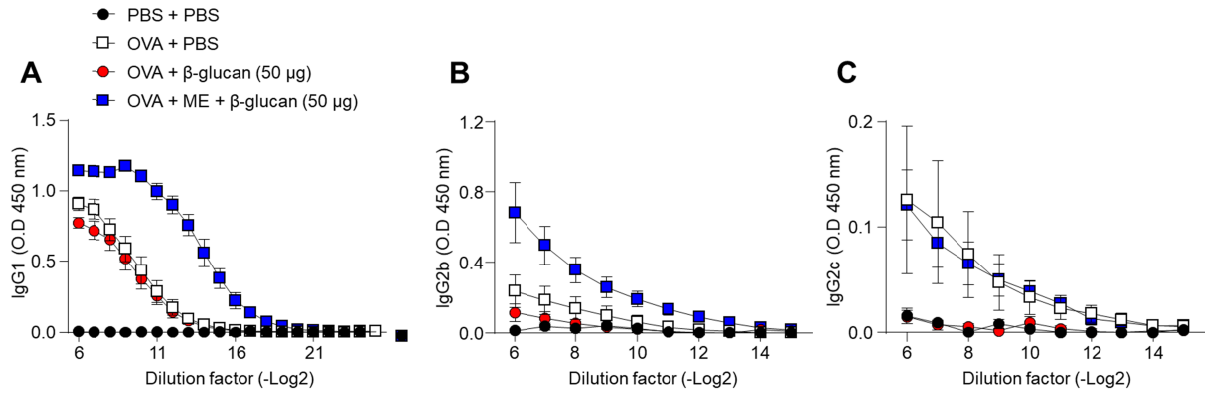 PBS + PBS
OVA + PBS
OVA + β-glucan (50 µg)
OVA + ME + β-glucan (50 µg)
A
B
C
1.5
1.0
0.5
0.0
IgG1 (O.D 450 nm)
6 11 16 21
Dilution factor (-Log2)
1.2
0.8
0.4
0.0
IgG2b (O.D 450 nm)
6 8 10 12 14
Dilution factor (-Log2)
0.2
0.1
0.0
IgG2c (O.D 450 nm)
6 8 10 12 14
Dilution factor (-Log2)